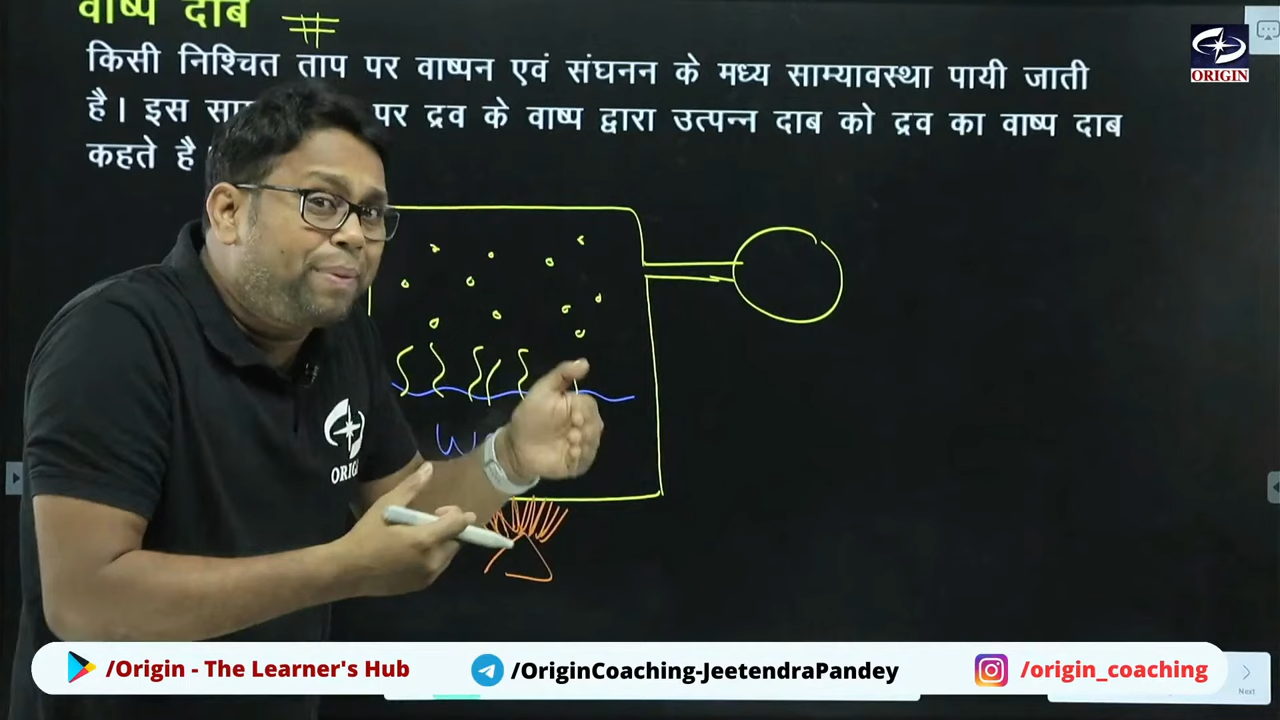 वाष्प दाब
ORIGIN
किसी निश्चित ताप पर वाष्पन एवं संघनन के मध्य साम्यावस्था पायी जाती
है। इस पर द्रव के वाष्प द्वारा उत्पन्न दाब को द्रव का वाष्प दाब
कहते है
/Origin - The Learner's Hub
/OriginCoaching-JeetendraPandey
/origin_coaching
Next